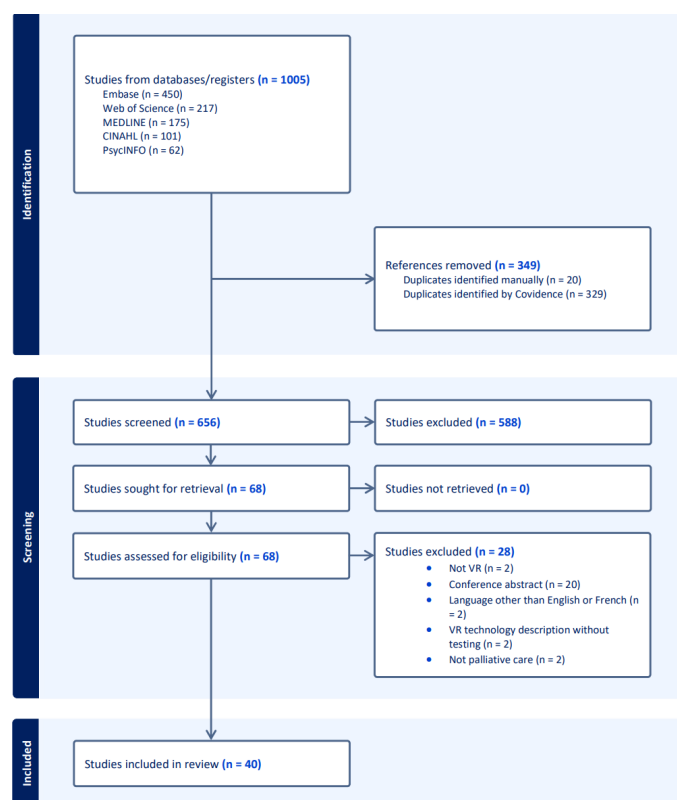 Identification
Studies from databases/registers (n = 1005)
Embase (n = 450)
Web of Science (n = 217)
MEDLINE (n = 175)
CINAHL (n = 101)
PsycINFO (n = 62)
References removed (n = 349)
Duplicates identified manually (n = 20)
Duplicates identified by Covidence (n = 329)
Screening
Studies screened (n = 656)
Studies excluded (n = 588)
Studies sought for retrieval (n = 68)
Studies not retrieved (n = 0)
Studies assessed for eligibility (n = 68)
Studies excluded (n = 28)
• Not VR (n = 2)
• Conference abstract (n = 20)
• Language other than English or French (n
= 2)
• VR technology description without
testing (n = 2)
• Not palliative care (n = 2)
Included
Studies included in review (n = 40)